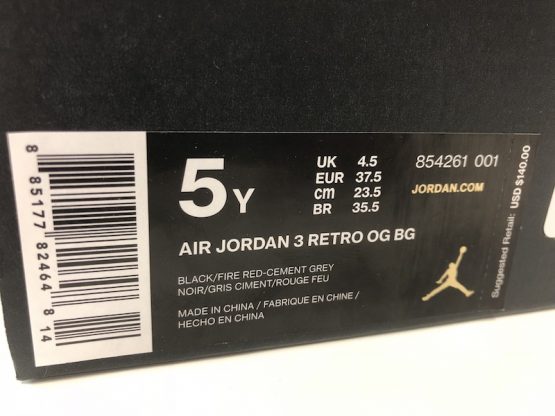 8 85177 82464 8 14
5Y
UK 4.5
EUR 37.5
cm 23.5
BR 35.5
854261 001
JORDAN.COM
Suggested Retail: USD $140.00
AIR JORDAN 3 RETRO OG BG
BLACK/FIRE RED-CEMENT GREY
NOIR/GRIS CIMENT/ROUGE FEU
MADE IN CHINA / FABRIQUE EN CHINE /
HECHO EN CHINA